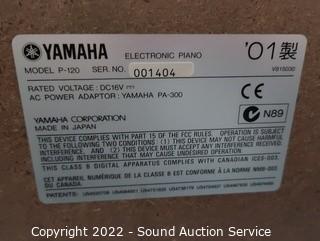 YAMAHA ELECTRONIC PIANO '01製
MODEL P-120 SER. NO. 001404 V815030
RATED VOLTAGE: DC16V
AC POWER ADAPTOR: YAMAHA PA-300
N89
YAMAHA CORPORATION
MADE IN JAPAN
THIS DEVICE COMPLIES WITH PART 15 OF THE FCC RULES. OPERATION IS SUBJECT
TO THE FOLLOWING TWO CONDITIONS: (1) THIS DEVICE MAY NOT CAUSE HARMFUL
INTERFERENCE, AND (2) THIS DEVICE MUST ACCEPT ANY INTERFERENCE RECEIVED,
INCLUDING INTERFERENCE THAT MAY CAUSE UNDESIRED OPERATION.
THIS CLASS B DIGITAL APPARATUS COMPLIES WITH CANADIAN ICES-003.
CET APPAREIL NUMÉRIQUE DE LA CLASSE B EST CONFORME À LA NORME NMB-003
DU CANADA.
PATENTS:
Copyright 2022 - Sound Auction Service